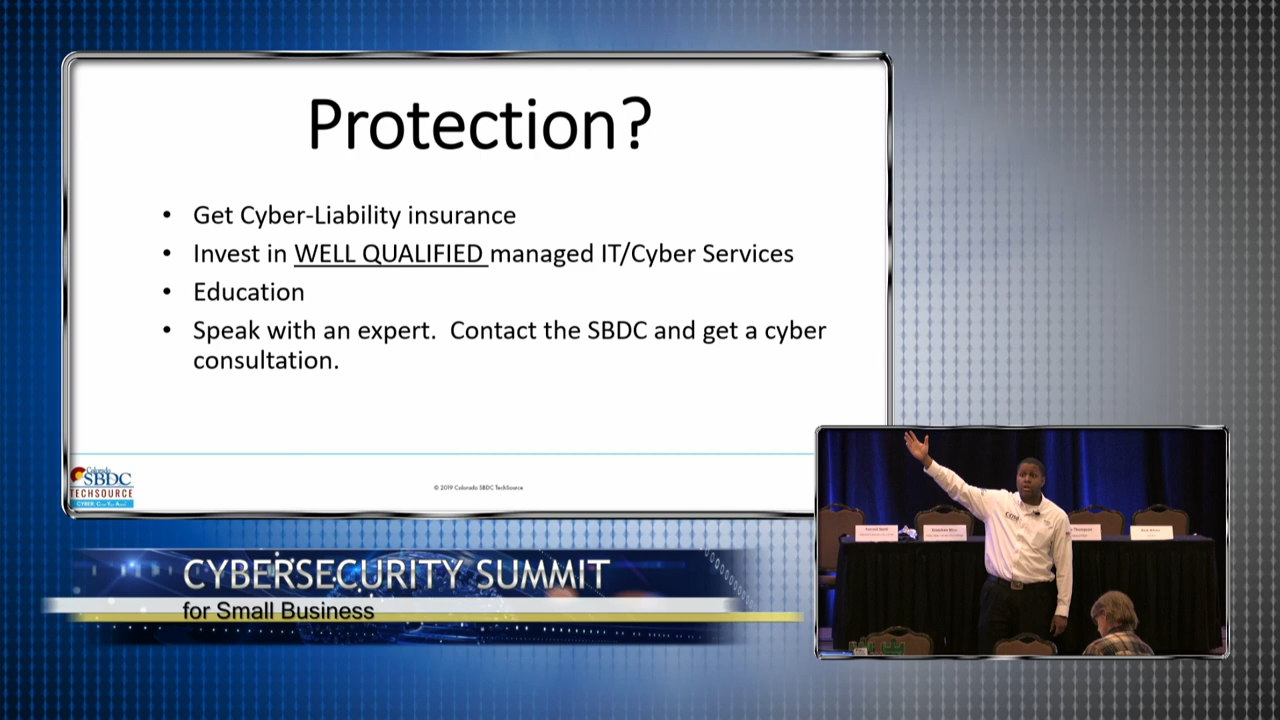 Protection?
• Get Cyber-Liability insurance
• Invest in WELL QUALIFIED managed IT/Cyber Services
• Education
• Speak with an expert.  Contact the SBDC and get a cyber
consultation.
Colorado
SBDC
TECHSOURCE
© 2019 Colorado SBDC TechSource
CYBERSECURITY SUMMIT
for Small Business